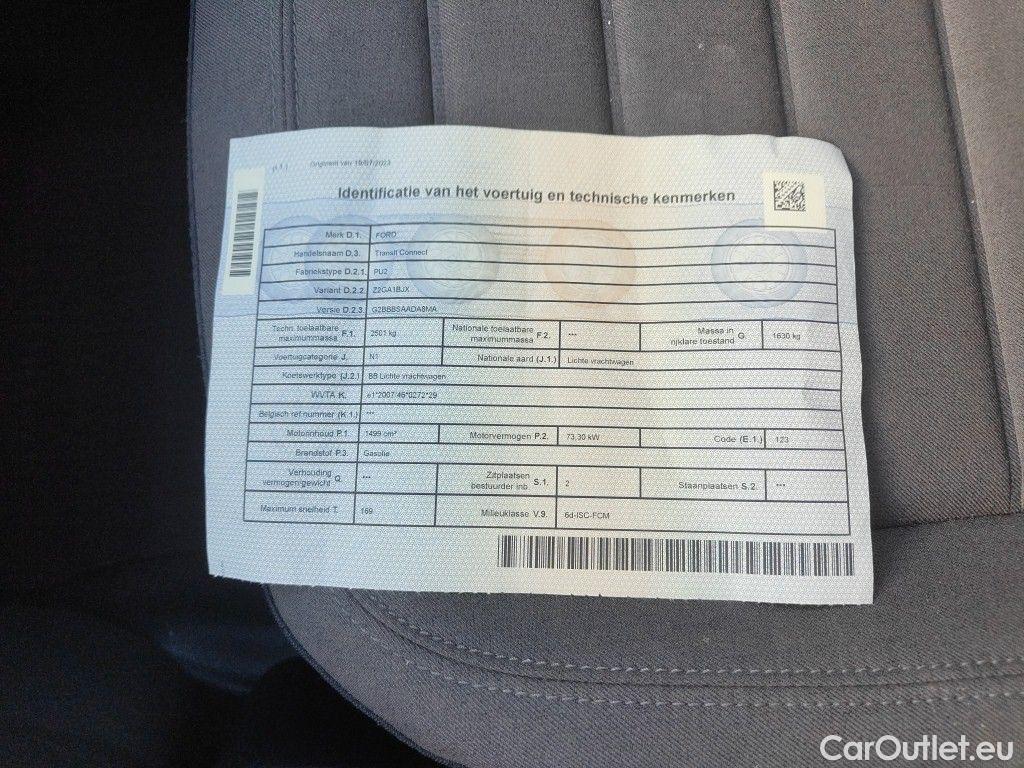 (I.1.) Origineel van 19/07/2023
Identificatie van het voertuig en technische kenmerken
Merk D.1. FORD
Handelsnaam D.3. Transit Connect
Fabriekstype D.2.1. PU2
Variant D.2.2. Z2GA1BJX
Versie D.2.3. G2BBBSAADA8MA
Techn. toelaatbare maximummassa F.1. 2501 kg Nationale toelaatbare maximummassa F.2. *** Massa in rijklare toestand G 1630 kg
Voertuigcategorie J. N1 Nationale aard (J.1.) Lichte vrachtwagen
Koetswerktype (J.2.) BB Lichte vrachtwagen
WVTA K. e1*2007/46*0272*29
Belgisch ref.nummer (K.1.) ***
Motorinhoud P.1. 1499 cm³ Motorvermogen P.2. 73,30 kW Code (E.1.) 123
Brandstof P.3. Gasolie
Verhouding vermogen/gewicht Q. *** Zitplaatsen bestuurder inb. S.1. 2 Staanplaatsen S.2. ***
Maximum snelheid T. 169 Milieuklasse V.9. 6d-ISC-FCM
CarOutlet.eu